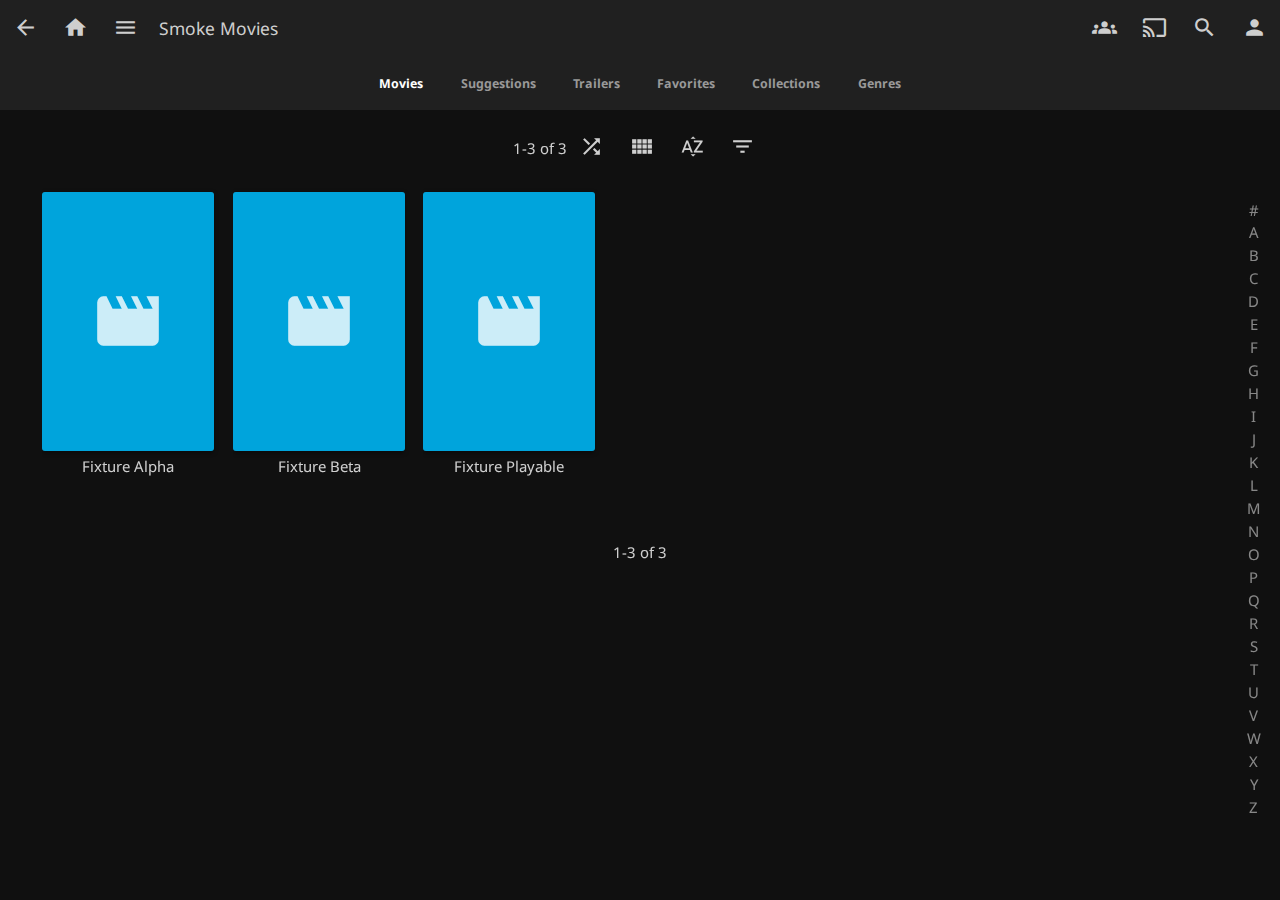 Smoke Movies
Movies Suggestions Trailers Favorites Collections Genres
1-3 of 3 AZ
Fixture Alpha Fixture Beta Fixture Playable
1-3 of 3
#
A
B
C
D
E
F
G
H
I
J
K
L
M
N
O
P
Q
R
S
T
U
V
W
X
Y
Z